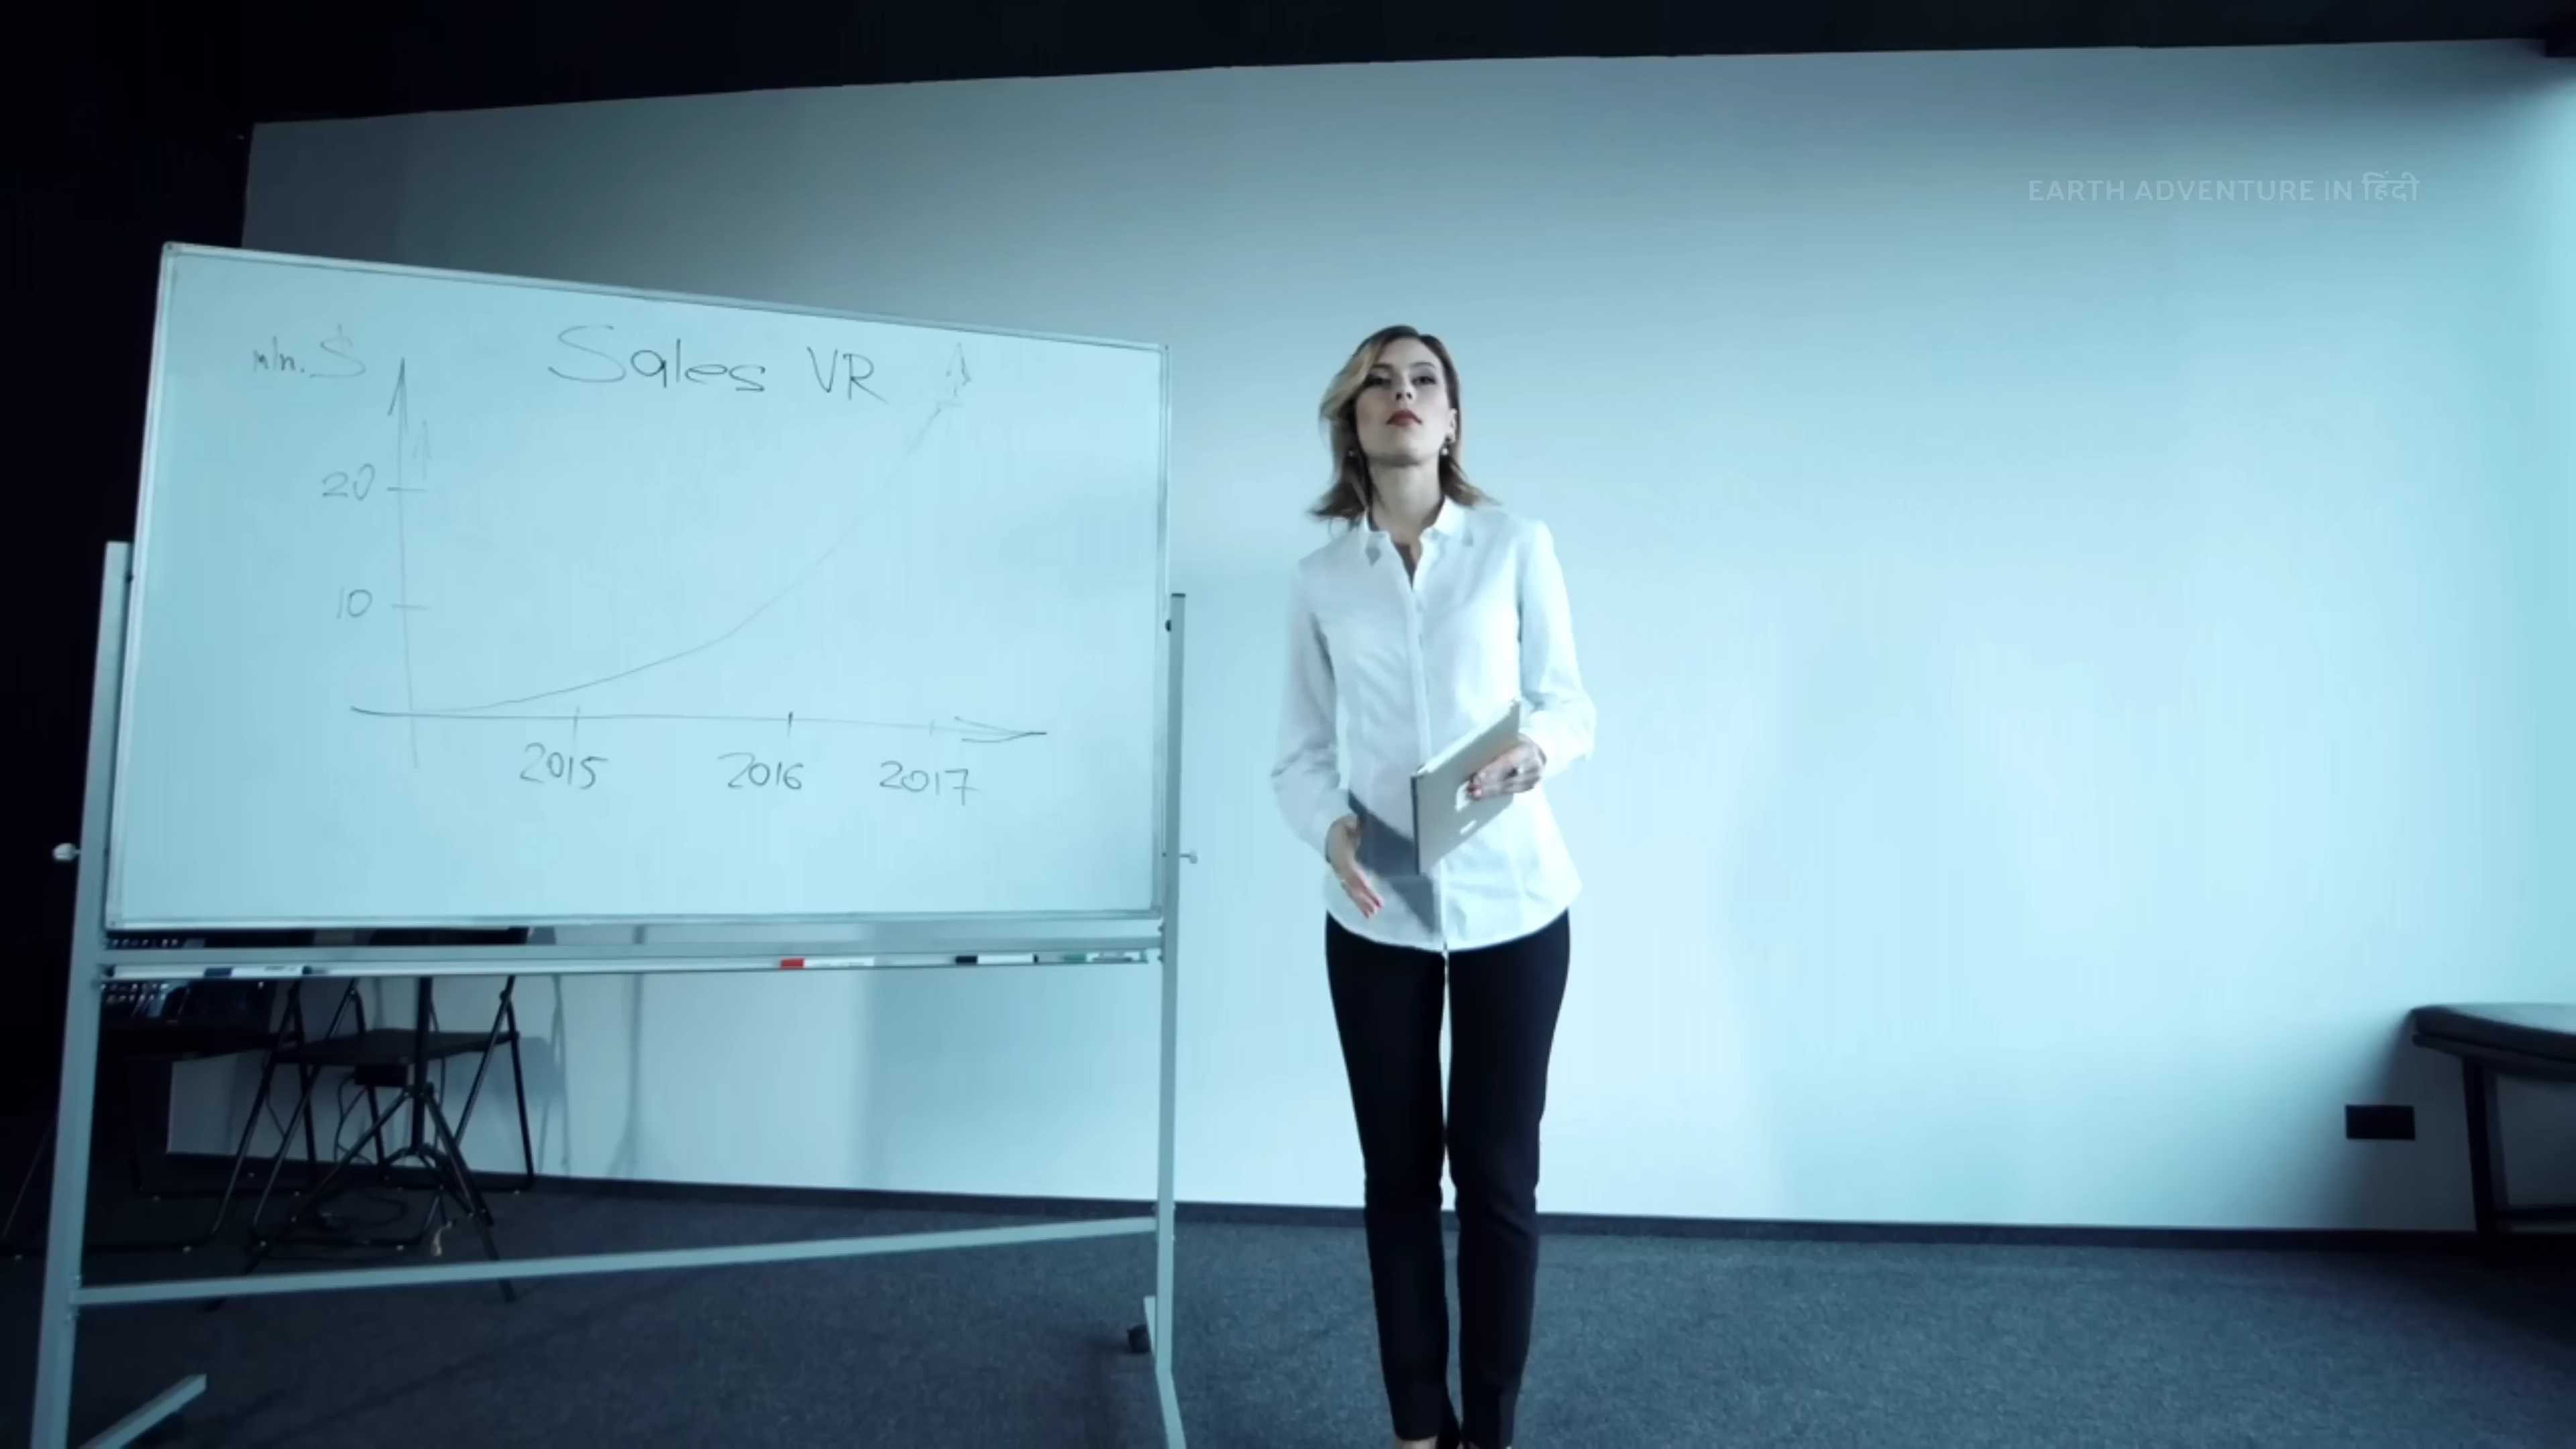 EARTH ADVENTURE IN हिंदी
mln. $
Sales VR
20
10
2015 2016 2017